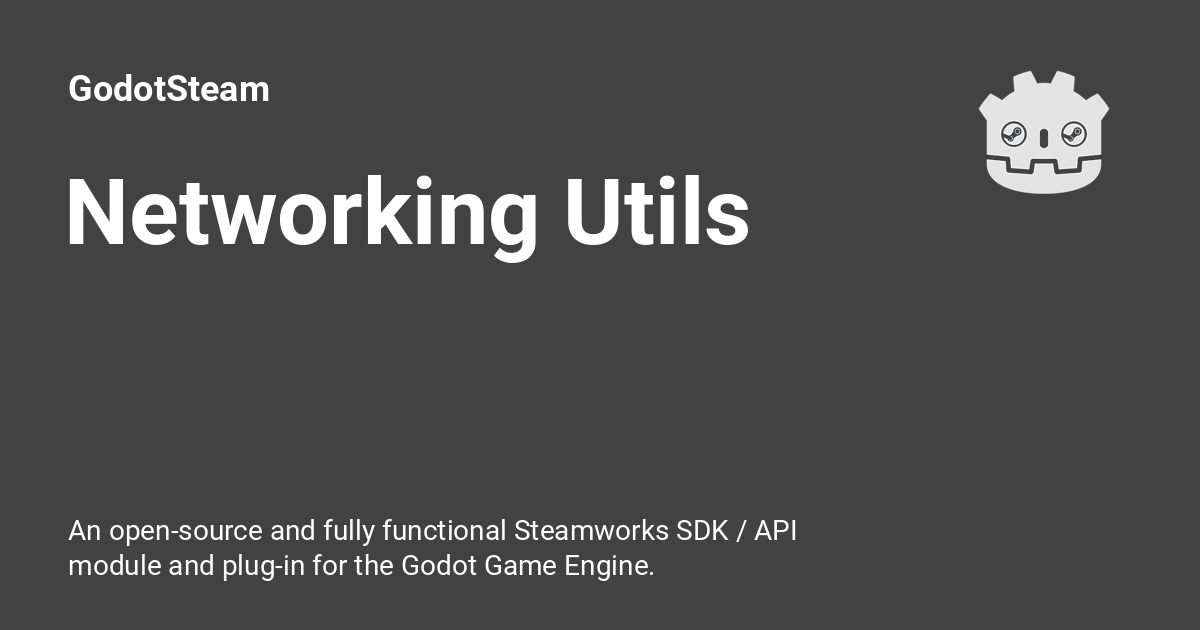 GodotSteam
Networking Utils
An open-source and fully functional Steamworks SDK / API
module and plug-in for the Godot Game Engine.